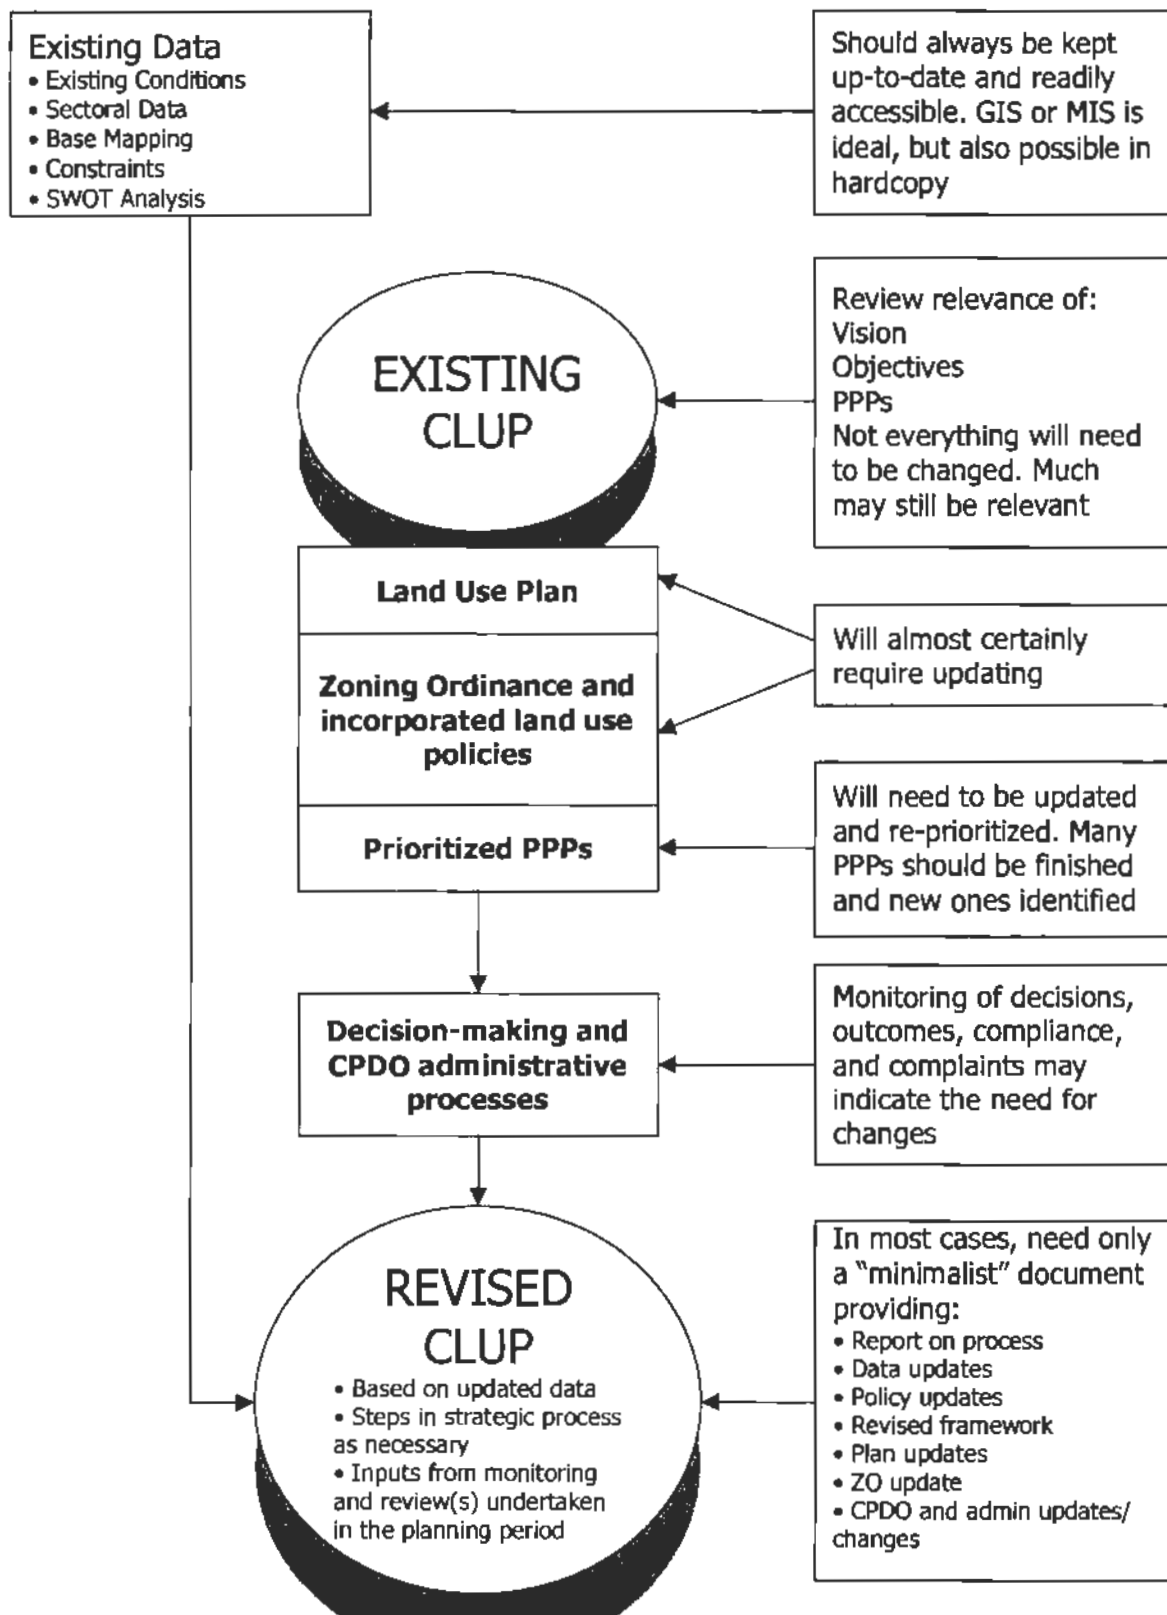 Existing Data
• Existing Conditions
• Sectoral Data
• Base Mapping
• Constraints
• SWOT Analysis
Should always be kept
up-to-date and readily
accessible. GIS or MIS is
ideal, but also possible in
hardcopy
EXISTING
CLUP
Review relevance of:
Vision
Objectives
PPPs
Not everything will need
to be changed. Much
may still be relevant
Land Use Plan
Zoning Ordinance and
incorporated land use
policies
Prioritized PPPs
Will almost certainly
require updating
Will need to be updated
and re-prioritized. Many
PPPs should be finished
and new ones identified
Decision-making and
CPDO administrative
processes
Monitoring of decisions,
outcomes, compliance,
and complaints may
indicate the need for
changes
REVISED
CLUP
• Based on updated data
• Steps in strategic process
as necessary
• Inputs from monitoring
and review(s) undertaken
in the planning period
In most cases, need only
a “minimalist” document
providing:
• Report on process
• Data updates
• Policy updates
• Revised framework
• Plan updates
• ZO update
• CPDO and admin updates/
changes